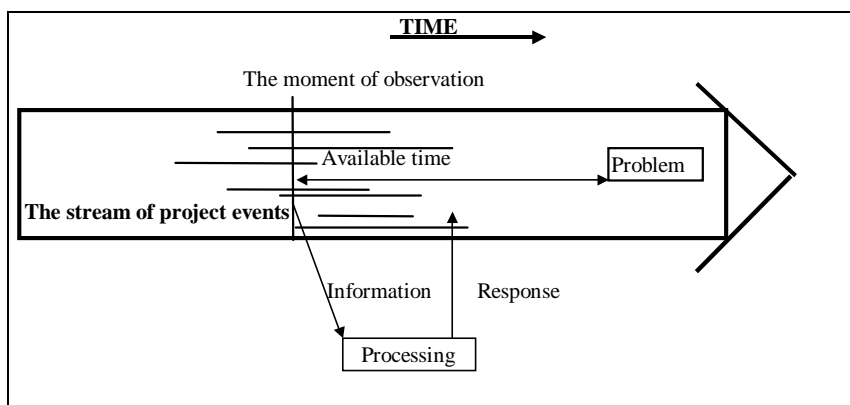 TIME
The moment of observation
Available time
Problem
The stream of project events
Information
Response
Processing